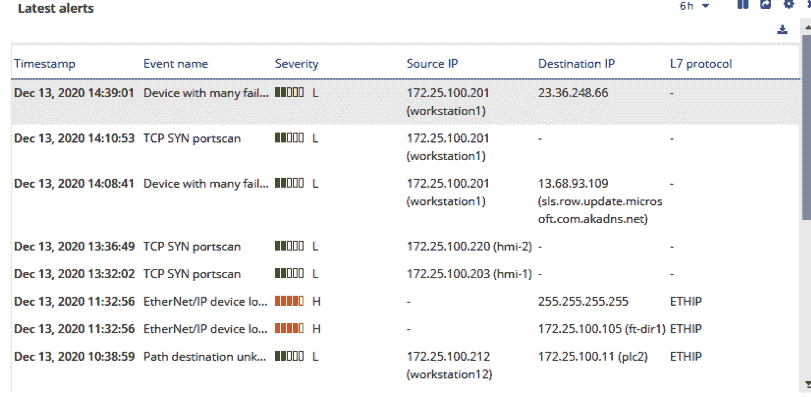 Latest alerts
6h
Timestamp Event name Severity Source IP Destination IP L7 protocol
Dec 13, 2020 14:39:01 Device with many fail... L 172.25.100.201 23.36.248.66 -
(workstation1)
Dec 13, 2020 14:10:53 TCP SYN portscan L 172.25.100.201 - -
(workstation1)
Dec 13, 2020 14:08:41 Device with many fail... L 172.25.100.201 13.68.93.109 -
(workstation1) (sls.row.update.micros
oft.com.akadns.net)
Dec 13, 2020 13:36:49 TCP SYN portscan L 172.25.100.220 (hmi-2) - -
Dec 13, 2020 13:32:02 TCP SYN portscan L 172.25.100.203 (hmi-1) - -
Dec 13, 2020 11:32:56 EtherNet/IP device lo... H - 255.255.255.255 ETHIP
Dec 13, 2020 11:32:56 EtherNet/IP device lo... H - 172.25.100.105 (ft-dir1) ETHIP
Dec 13, 2020 10:38:59 Path destination unk... L 172.25.100.212 172.25.100.11 (plc2) ETHIP
(workstation12)